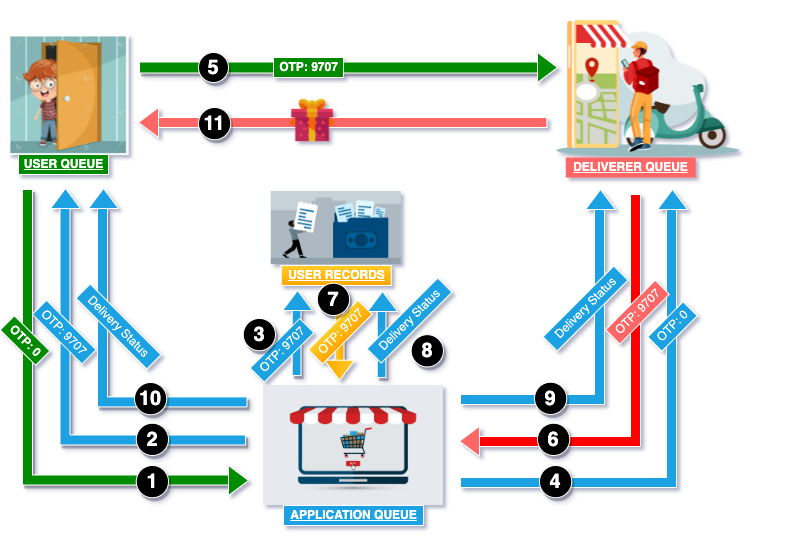 5
OTP: 9707
11
USER QUEUE
DELIVERER QUEUE
USER RECORDS
7
3
OTP: 9707
OTP: 9707
Delivery Status
8
OTP: 0
OTP: 9707
Delivery Status
Delivery Status
OTP: 9707
OTP: 0
10
9
2
6
1
4
APPLICATION QUEUE